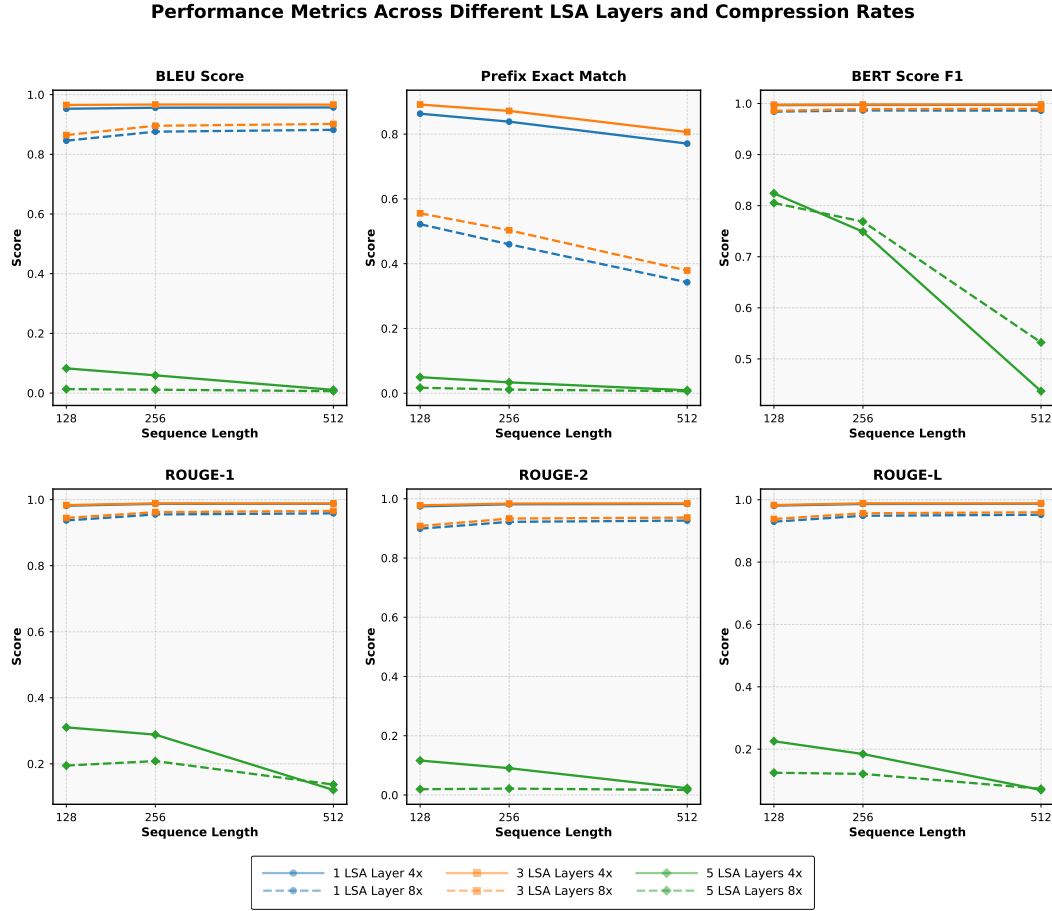 Performance Metrics Across Different LSA Layers and Compression Rates
BLEU Score
1.0
0.8
0.6
0.4
0.2
0.0
Score
128 256 512
Sequence Length
Prefix Exact Match
0.8
0.6
0.4
0.2
0.0
Score
128 256 512
Sequence Length
BERT Score F1
1.0
0.9
0.8
0.7
0.6
0.5
Score
128 256 512
Sequence Length
ROUGE-1
1.0
0.8
0.6
0.4
0.2
Score
128 256 512
Sequence Length
ROUGE-2
1.0
0.8
0.6
0.4
0.2
0.0
Score
128 256 512
Sequence Length
ROUGE-L
1.0
0.8
0.6
0.4
0.2
Score
128 256 512
Sequence Length
1 LSA Layer 4x 3 LSA Layers 4x 5 LSA Layers 4x
1 LSA Layer 8x 3 LSA Layers 8x 5 LSA Layers 8x